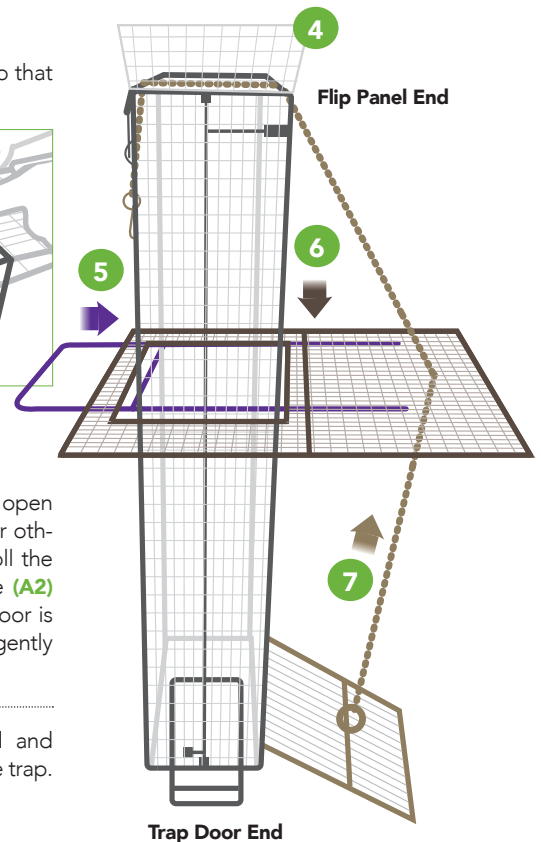 o that
4
Flip Panel End
6
5
open
r oth-
oll the
e (A2)
oor is
gently
7
l and
e trap.
Trap Door End